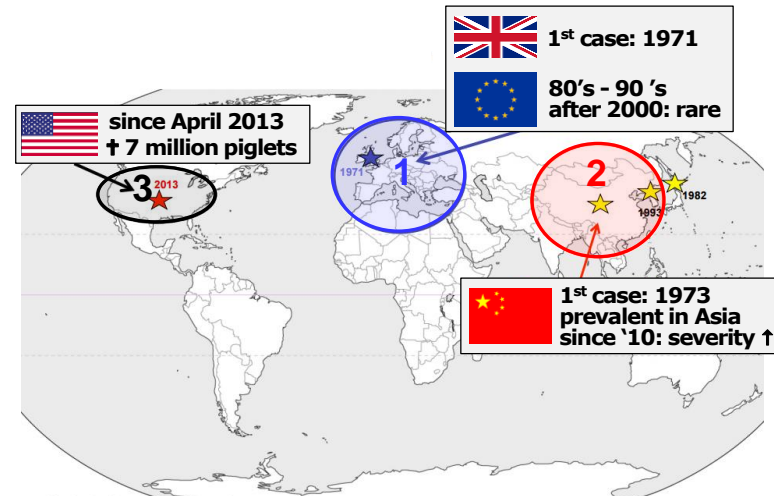 1st case: 1971
80's - 90 's
after 2000: rare
since April 2013
✝ 7 million piglets
3
2013
1971
1
2
1982
1993
1st case: 1973
prevalent in Asia
since ‘10: severity ↑